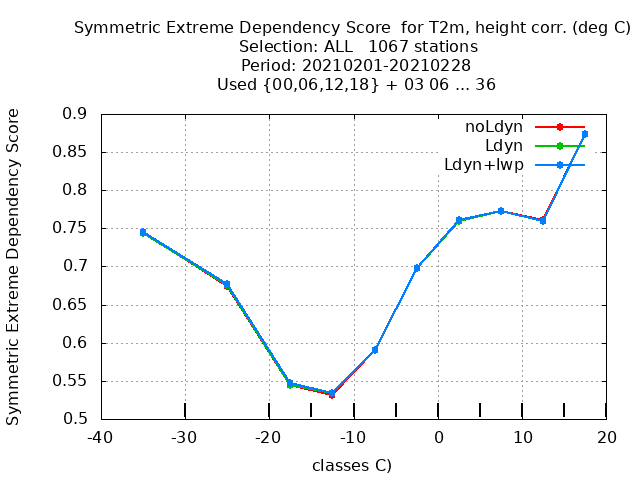 Symmetric Extreme Dependency Score  for T2m, height corr. (deg C)
Selection: ALL   1067 stations
Period: 20210201-20210228
Used {00,06,12,18} + 03 06 ... 36
Symmetric Extreme Dependency Score
0.9
0.85
0.8
0.75
0.7
0.65
0.6
0.55
0.5
noLdyn
Ldyn
Ldyn+lwp
-40 -30 -20 -10 0 10 20
classes C)